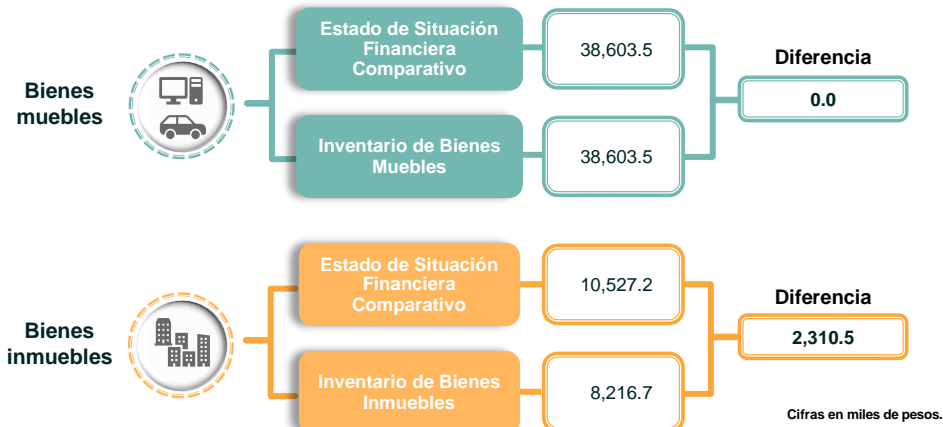 Bienes
muebles
Estado de Situación
Financiera
Comparativo
38,603.5
Inventario de Bienes
Muebles
38,603.5
Diferencia
0.0
Bienes
inmuebles
Estado de Situación
Financiera
Comparativo
10,527.2
Inventario de Bienes
Inmuebles
8,216.7
Diferencia
2,310.5
Cifras en miles de pesos.